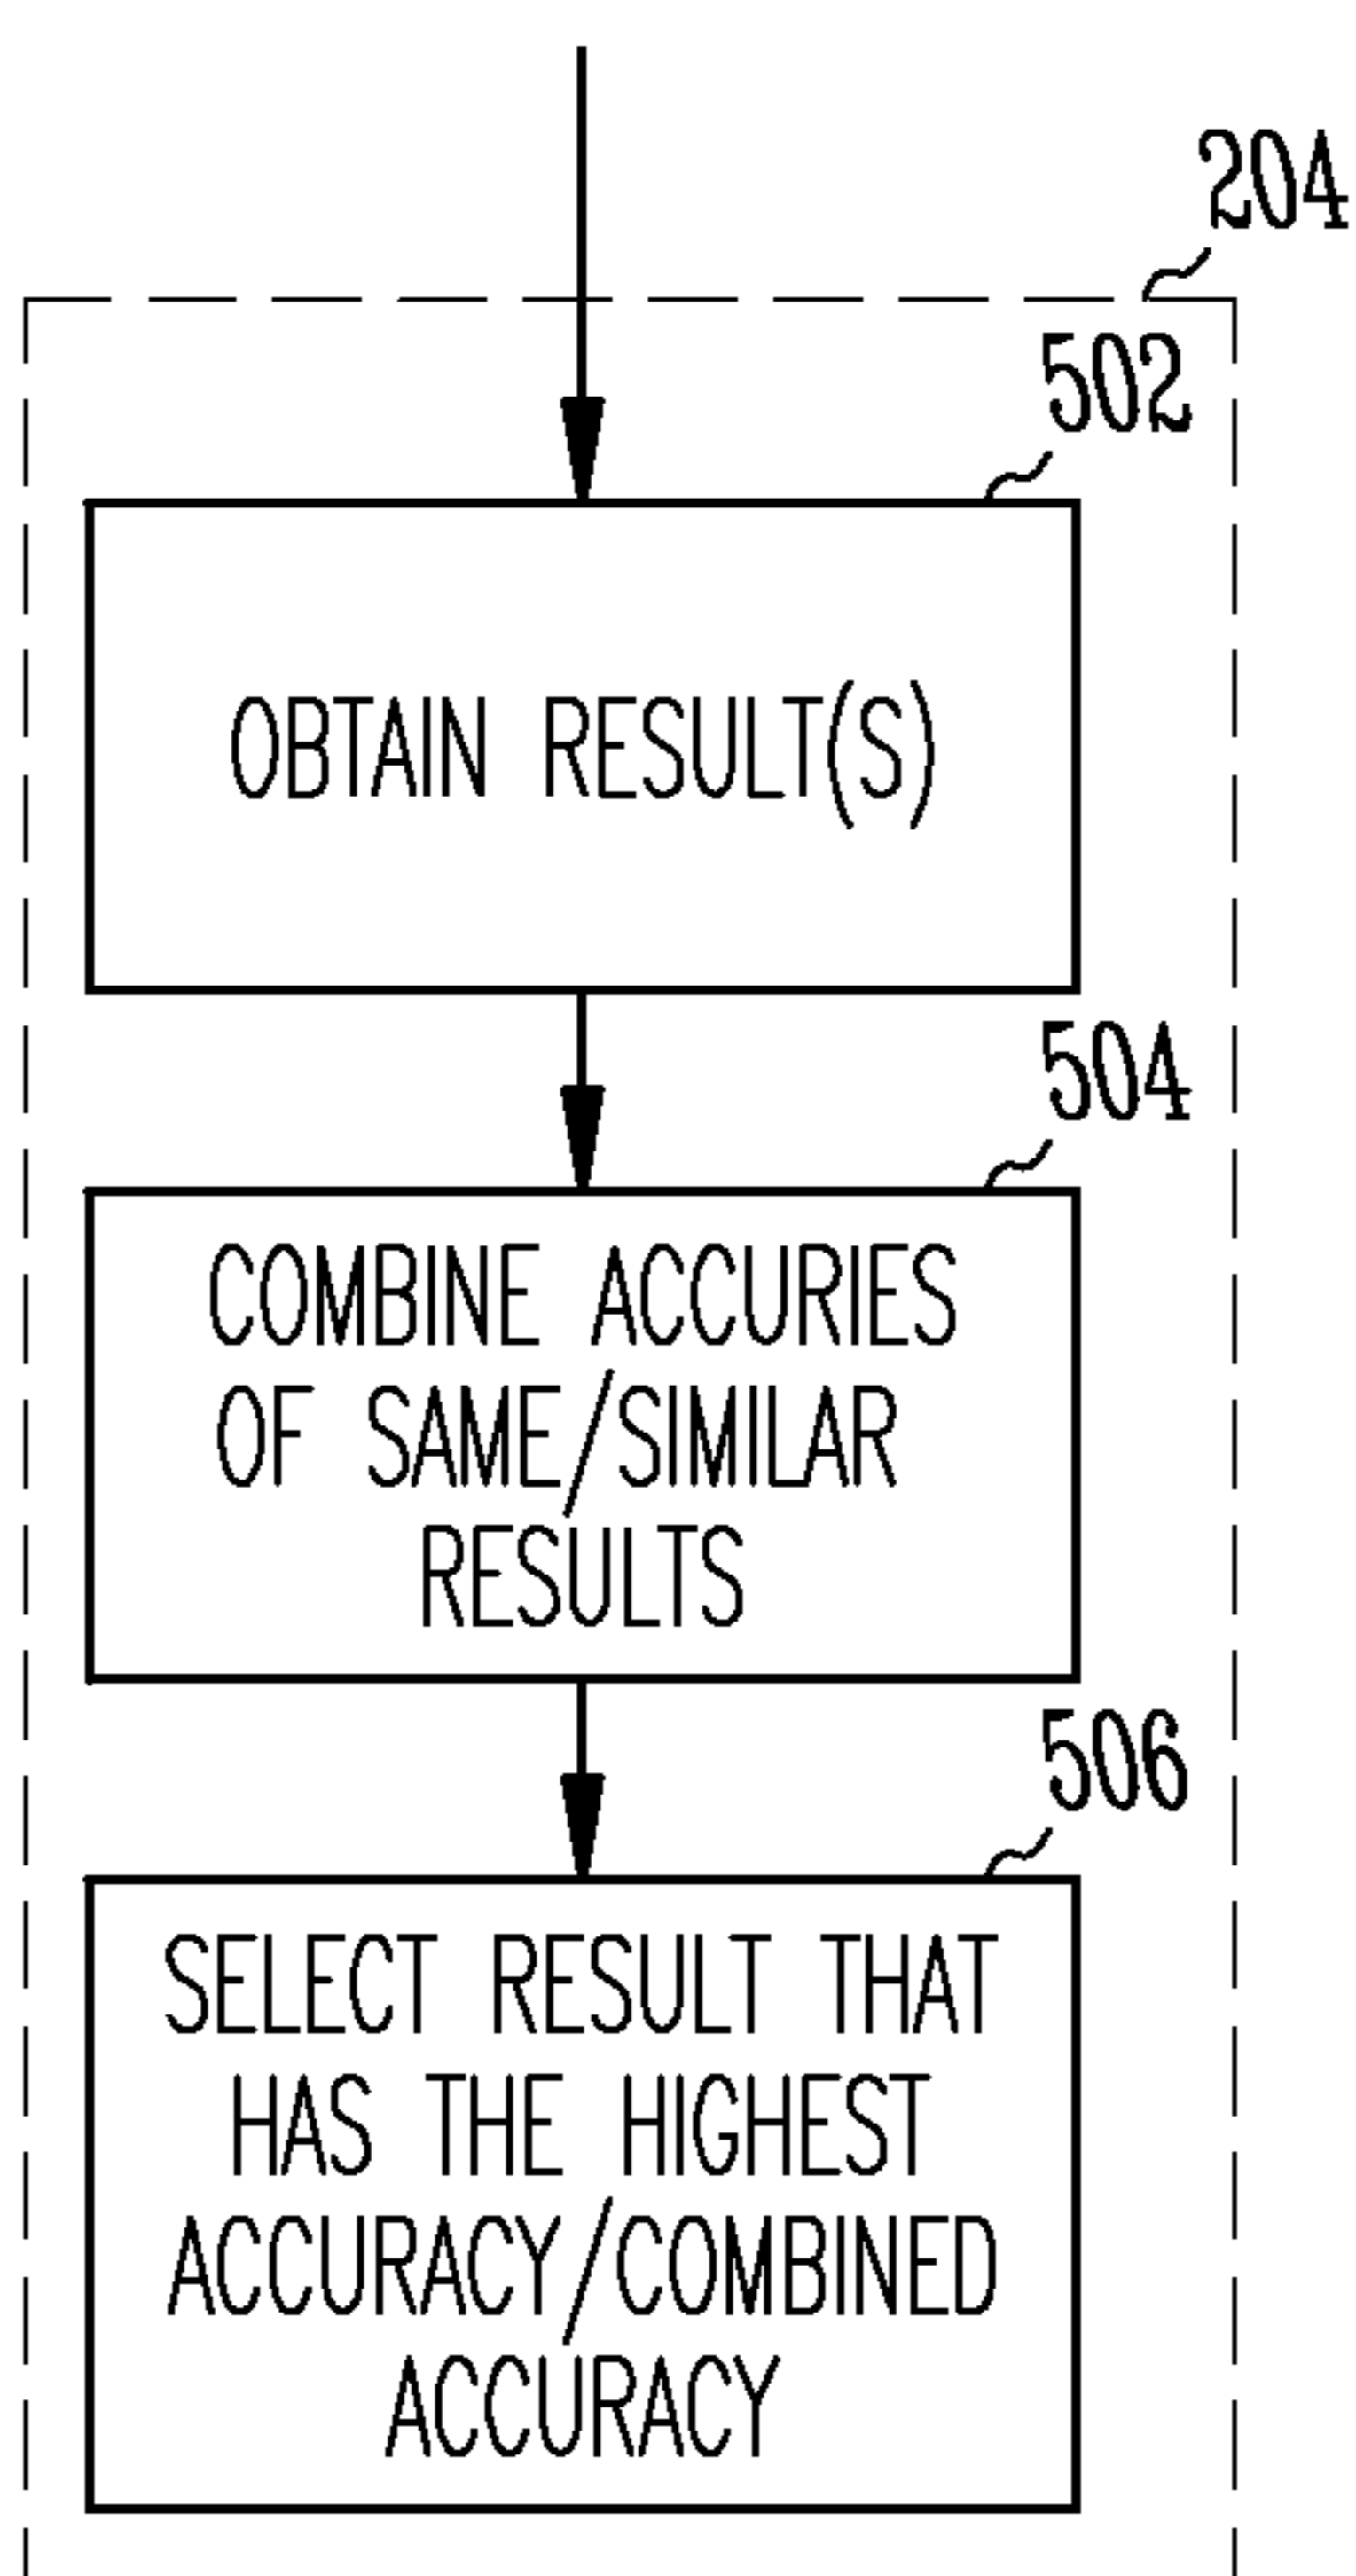 204
502
OBTAIN RESULT(S)
504
COMBINE ACCURIES
OF SAME/SIMILAR
RESULTS
506
SELECT RESULT THAT
HAS THE HIGHEST
ACCURACY/COMBINED
ACCURACY